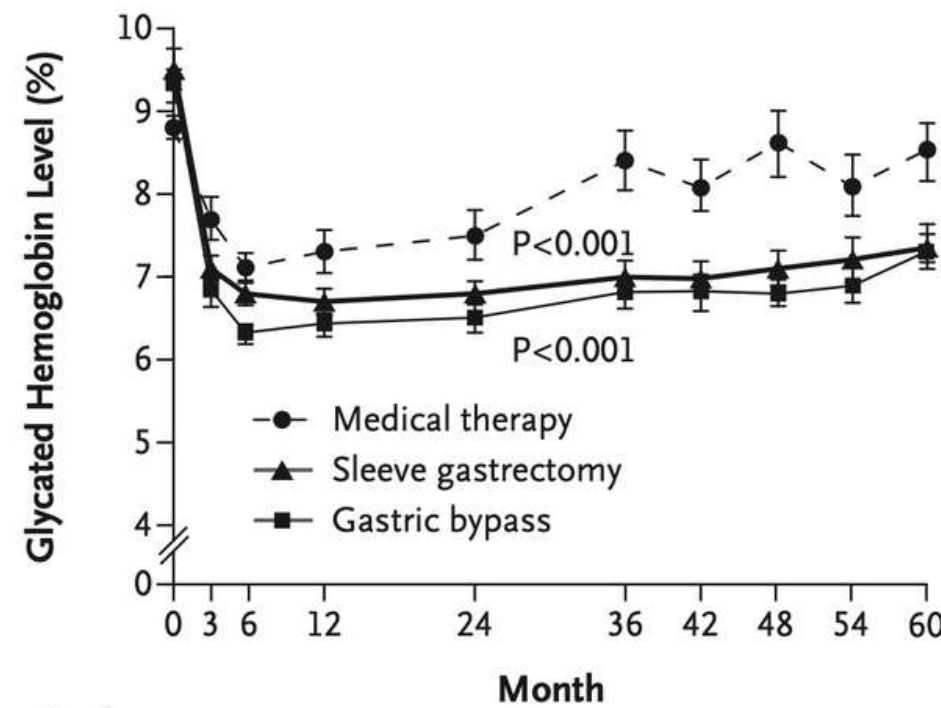 Glycated Hemoglobin Level (%)
10
9
8
7
6
5
4
0
P<0.001
P<0.001
Medical therapy
Sleeve gastrectomy
Gastric bypass
0 3 6 12 24 36 42 48 54 60
Month